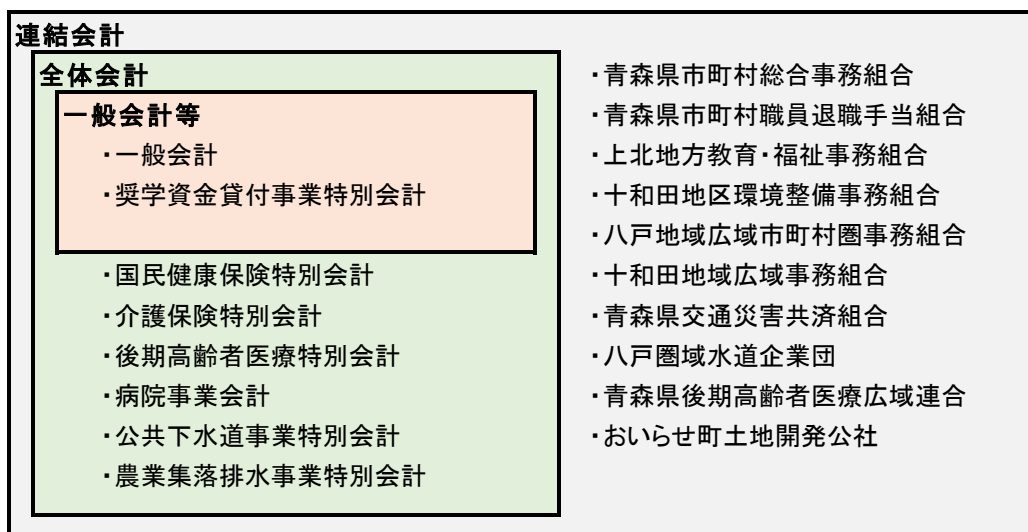 連結会計
全体会計
一般会計等
・一般会計
・奨学資金貸付事業特別会計
・国民健康保険特別会計
・介護保険特別会計
・後期高齢者医療特別会計
・病院事業会計
・公共下水道事業特別会計
・農業集落排水事業特別会計
・青森県市町村総合事務組合
・青森県市町村職員退職手当組合
・上北地方教育・福祉事務組合
・十和田地区環境整備事務組合
・八戸地域広域市町村圏事務組合
・十和田地域広域事務組合
・青森県交通災害共済組合
・八戸圏域水道企業団
・青森県後期高齢者医療広域連合
・おいらせ町土地開発公社